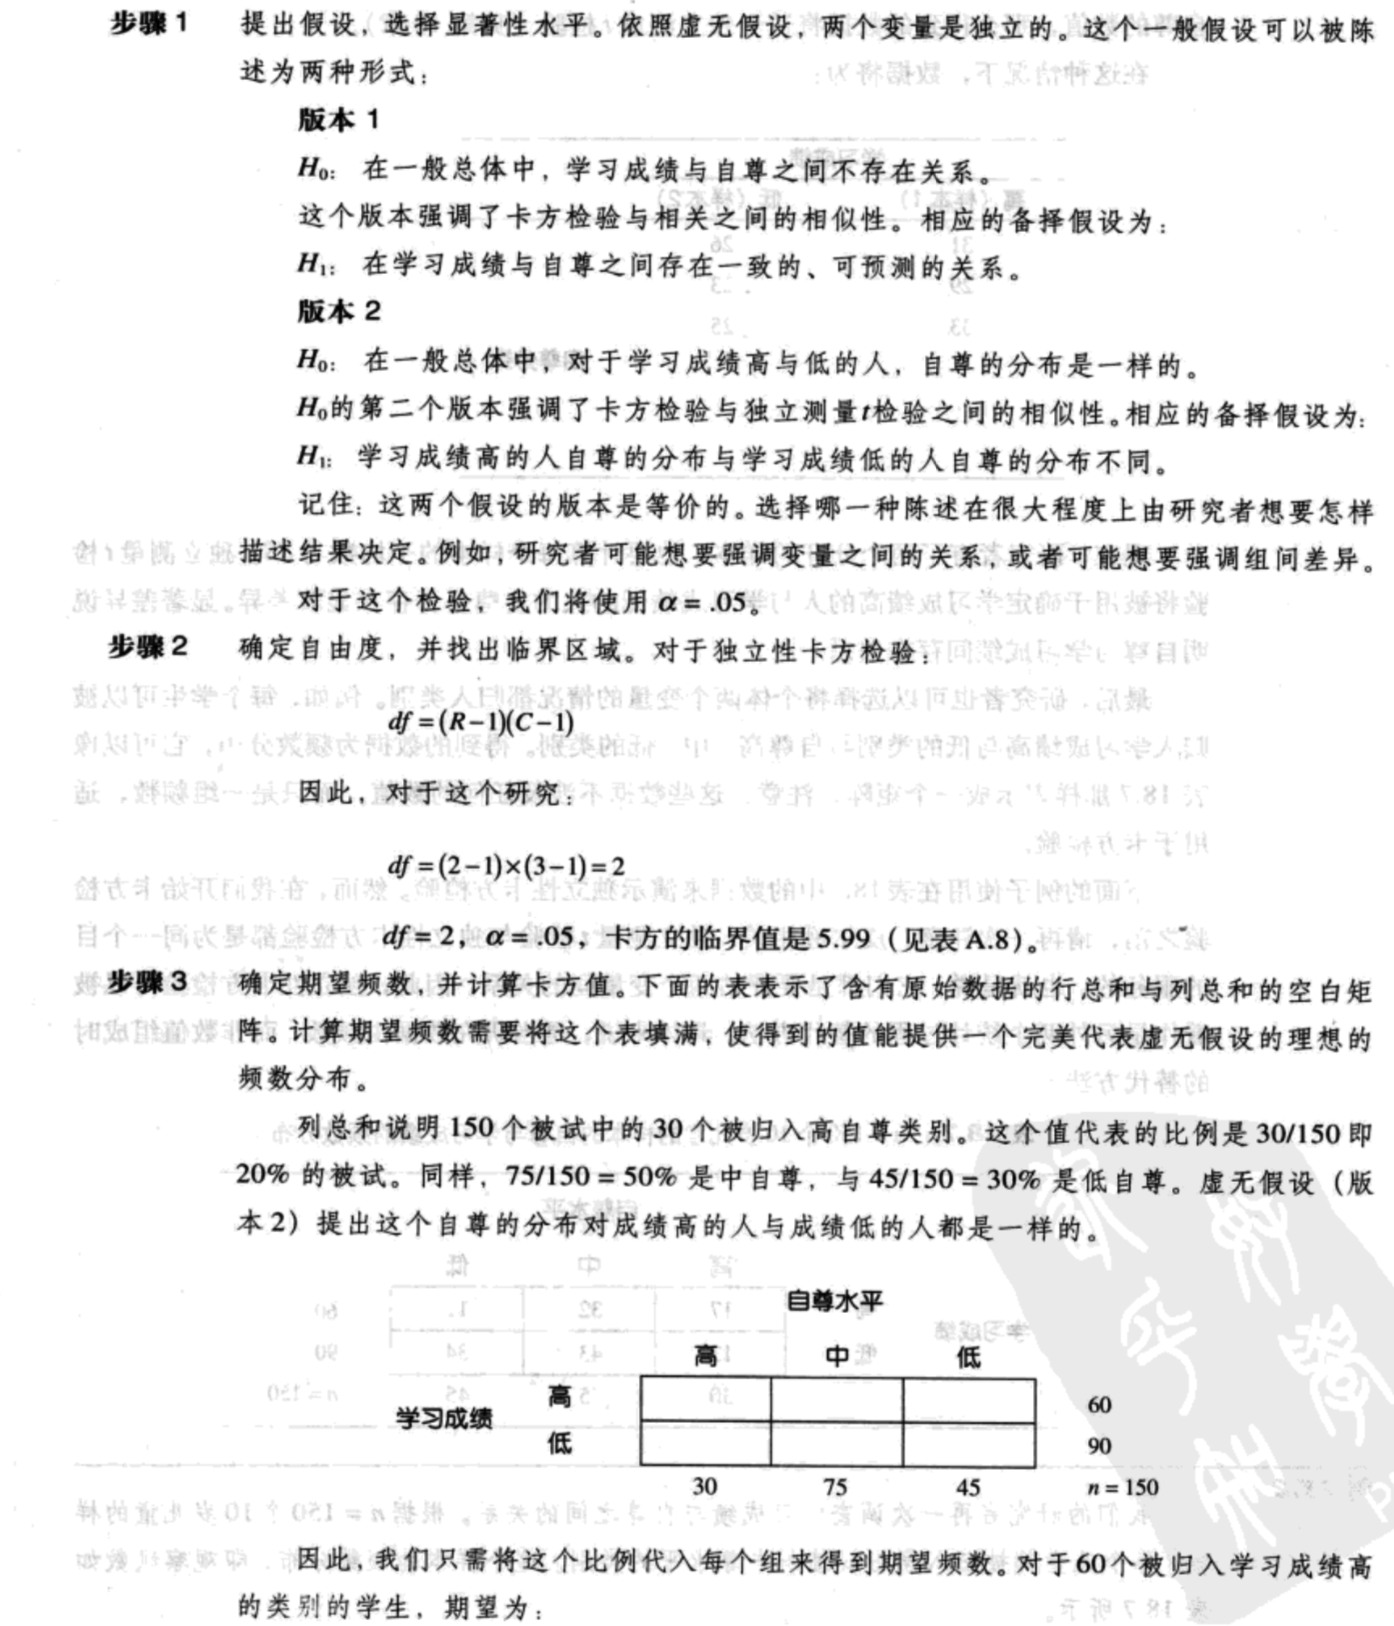 步骤 1 提出假设，选择显著性水平。依照虚无假设，两个变量是独立的。这个一般假设可以被陈
述为两种形式：
版本 1
H0： 在一般总体中，学习成绩与自尊之间不存在关系。
这个版本强调了卡方检验与相关之间的相似性。相应的备择假设为：
H1： 在学习成绩与自尊之间存在一致的、可预测的关系。
版本 2
H0： 在一般总体中，对于学习成绩高与低的人，自尊的分布是一样的。
H0的第二个版本强调了卡方检验与独立测量t检验之间的相似性。相应的备择假设为：
H1： 学习成绩高的人自尊的分布与学习成绩低的人自尊的分布不同。
记住：这两个假设的版本是等价的。选择哪一种陈述在很大程度上由研究者想要怎样
描述结果决定。例如，研究者可能想要强调变量之间的关系，或者可能想要强调组间差异。
对于这个检验，我们将使用 α = .05。
步骤 2 确定自由度，并找出临界区域。对于独立性卡方检验：
df = (R−1)(C−1)
因此，对于这个研究：
df = (2−1)×(3−1) = 2
df = 2，α = .05，卡方的临界值是 5.99（见表 A.8）。
步骤 3 确定期望频数，并计算卡方值。下面的表表示了含有原始数据的行总和与列总和的空白矩
阵。计算期望频数需要将这个表填满，使得到的值能提供一个完美代表虚无假设的理想的
频数分布。
列总和说明 150 个被试中的 30 个被归入高自尊类别。这个值代表的比例是 30/150 即
20% 的被试。同样，75/150 = 50% 是中自尊，与 45/150 = 30% 是低自尊。虚无假设（版
本 2）提出这个自尊的分布对成绩高的人与成绩低的人都是一样的。
自尊水平
高 中 低
学习成绩
高 60
低 90
30 75 45 n = 150
因此，我们只需将这个比例代入每个组来得到期望频数。对于60个被归入学习成绩高
的类别的学生，期望为：